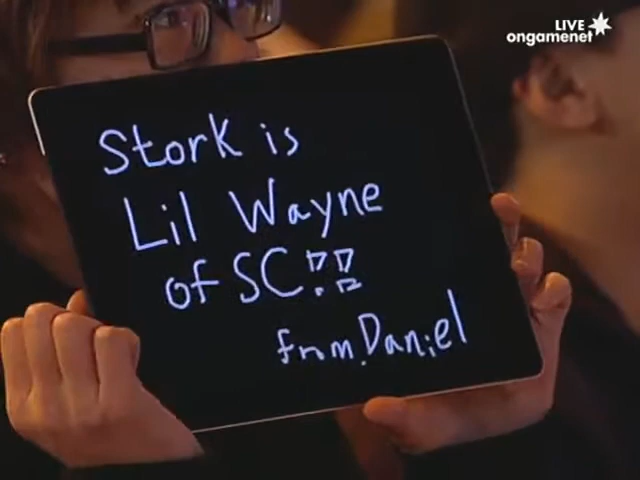 LIVE
ongamenet
Stork is
Lil Wayne
of SC!!
from. Daniel